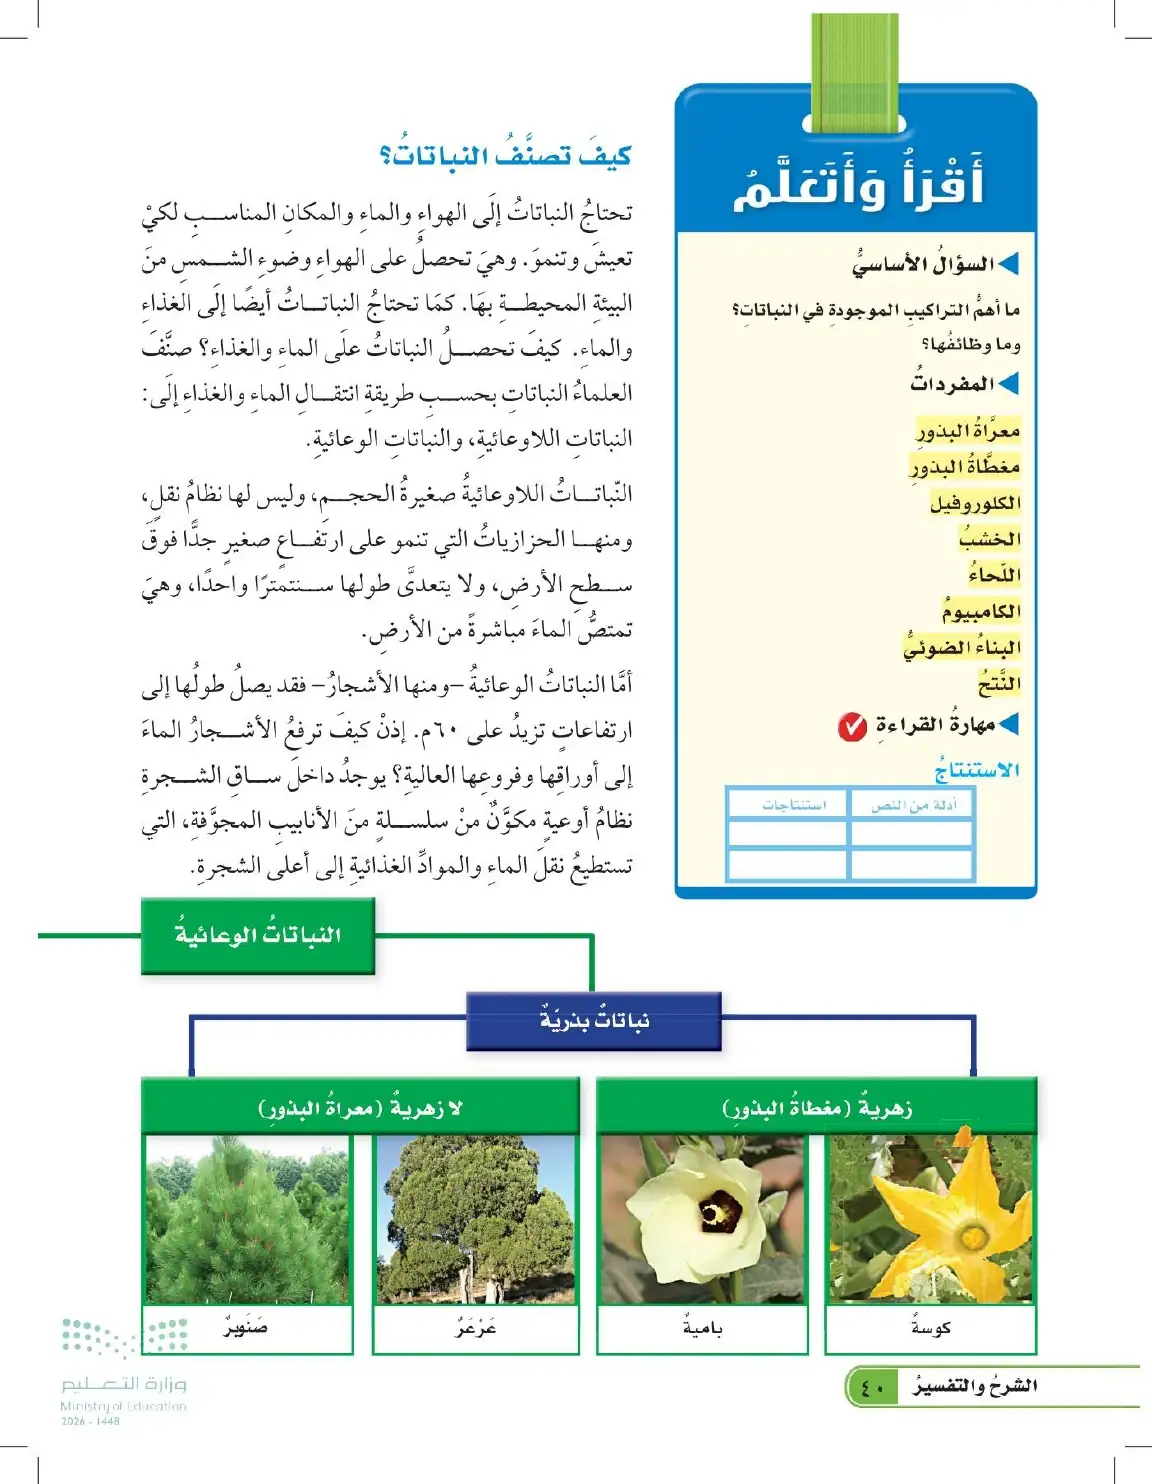 أَقْرَأُ وَأَتَعَلَّمُ
السؤالُ الأساسيُّ
ما أهمُّ التراكيبِ الموجودةِ في النباتاتِ؟
وما وظائفُها؟
المفرداتُ
معرَّاةُ البذورِ
مغطَّاةُ البذورِ
الكلوروفيل
الخشبُ
اللّحاءُ
الكامبيومُ
البناءُ الضوئيُّ
النَّتحُ
مهارةُ القراءةِ
الاستنتاجُ
أدلة من النص
استنتاجات
كيفَ تصنَّفُ النباتاتُ؟
تحتاجُ النباتاتُ إلَى الهواءِ والماءِ والمكانِ المناسبِ لكيْ
تعيشَ وتنموَ. وهيَ تحصلُ على الهواءِ وضوءِ الشمسِ منَ
البيئةِ المحيطةِ بهَا. كمَا تحتاجُ النباتاتُ أيضًا إلَى الغذاءِ
والماءِ. كيفَ تحصلُ النباتاتُ علَى الماءِ والغذاءِ؟ صنَّفَ
العلماءُ النباتاتِ بحسبِ طريقةِ انتقالِ الماءِ والغذاءِ إلَى:
النباتاتِ اللاوعائيةِ، والنباتاتِ الوعائيةِ.
النّباتاتُ اللاوعائيةُ صغيرةُ الحجمِ، وليس لها نظامُ نقلٍ،
ومنها الحزازياتُ التي تنمو على ارتفاعٍ صغيرٍ جدًّا فوقَ
سطحِ الأرضِ، ولا يتعدَّى طولها سنتمترًا واحدًا، وهيَ
تمتصُّ الماءَ مباشرةً من الأرضِ.
أمَّا النباتاتُ الوعائيةُ –ومنها الأشجارُ– فقد يصلُ طولُها إلى
ارتفاعاتٍ تزيدُ على ٦٠م. إذنْ كيفَ ترفعُ الأشجارُ الماءَ
إلى أوراقِها وفروعِها العاليةِ؟ يوجدُ داخلَ ساقِ الشجرةِ
نظامُ أوعيةٍ مكوَّنٌ منْ سلسلةٍ منَ الأنابيبِ المجوَّفةِ، التي
تستطيعُ نقلَ الماءِ والموادِّ الغذائيةِ إلى أعلى الشجرةِ.
النباتاتُ الوعائيةُ
نباتاتٌ بذريّةٌ
زهريةٌ (مغطاةُ البذورِ)
لا زهريةٌ (معراةُ البذورِ)
كوسةٌ
باميةٌ
عَرْعَرٌ
صَنَوبرٌ
الشرحُ والتفسيرُ
٤٠
وزارة التعليم
Ministry of Education
2026 - 1448